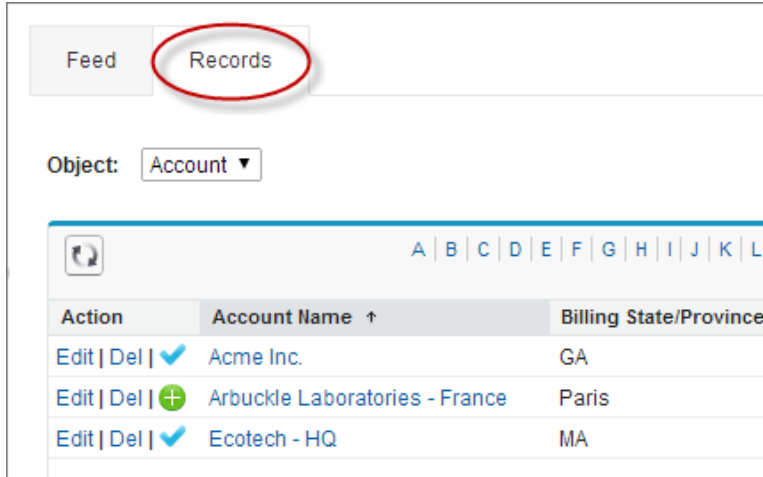 Feed Records
Object: Account ▼
A | B | C | D | E | F | G | H | I | J | K | L
Action Account Name ↑ Billing State/Province
Edit | Del | Acme Inc. GA
Edit | Del | Arbuckle Laboratories - France Paris
Edit | Del | Ecotech - HQ MA